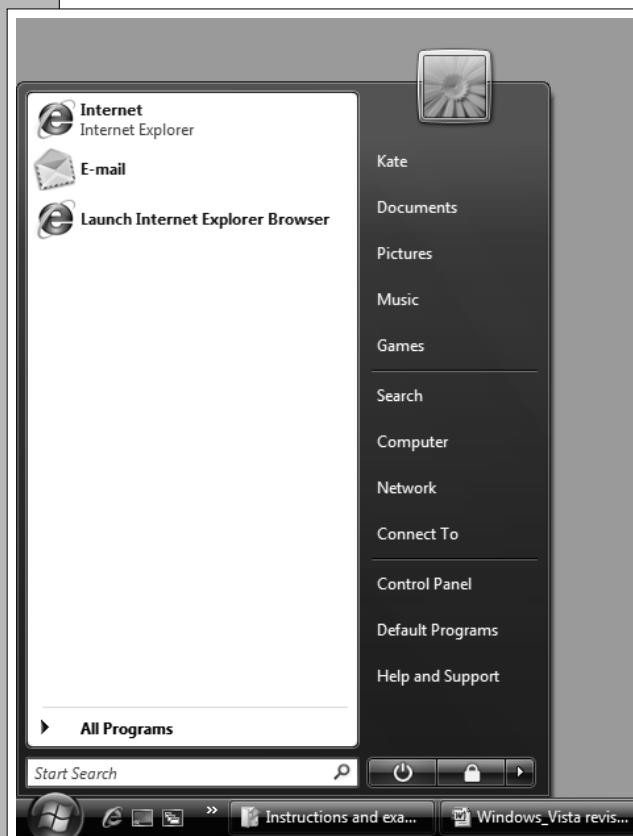 Internet
Internet Explorer
E-mail
Launch Internet Explorer Browser
All Programs
Start Search
Kate
Documents
Pictures
Music
Games
Search
Computer
Network
Connect To
Control Panel
Default Programs
Help and Support
Instructions and exa...
Windows_Vista revis...